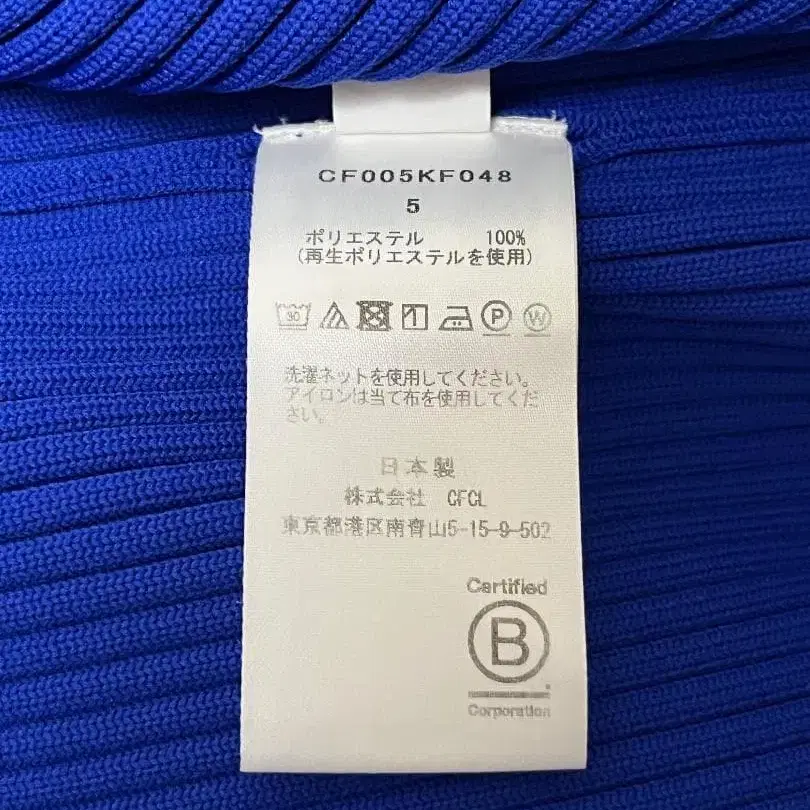 CF005KF048
5
ポリエステル 100%
(再生ポリエステルを使用)
30 P W
洗濯ネットを使用してください。
アイロンは当て布を使用してくだ
さい。
日本製
株式会社 CFCL
東京都港区南青山5-15-9-502
Certified
B
Corporation